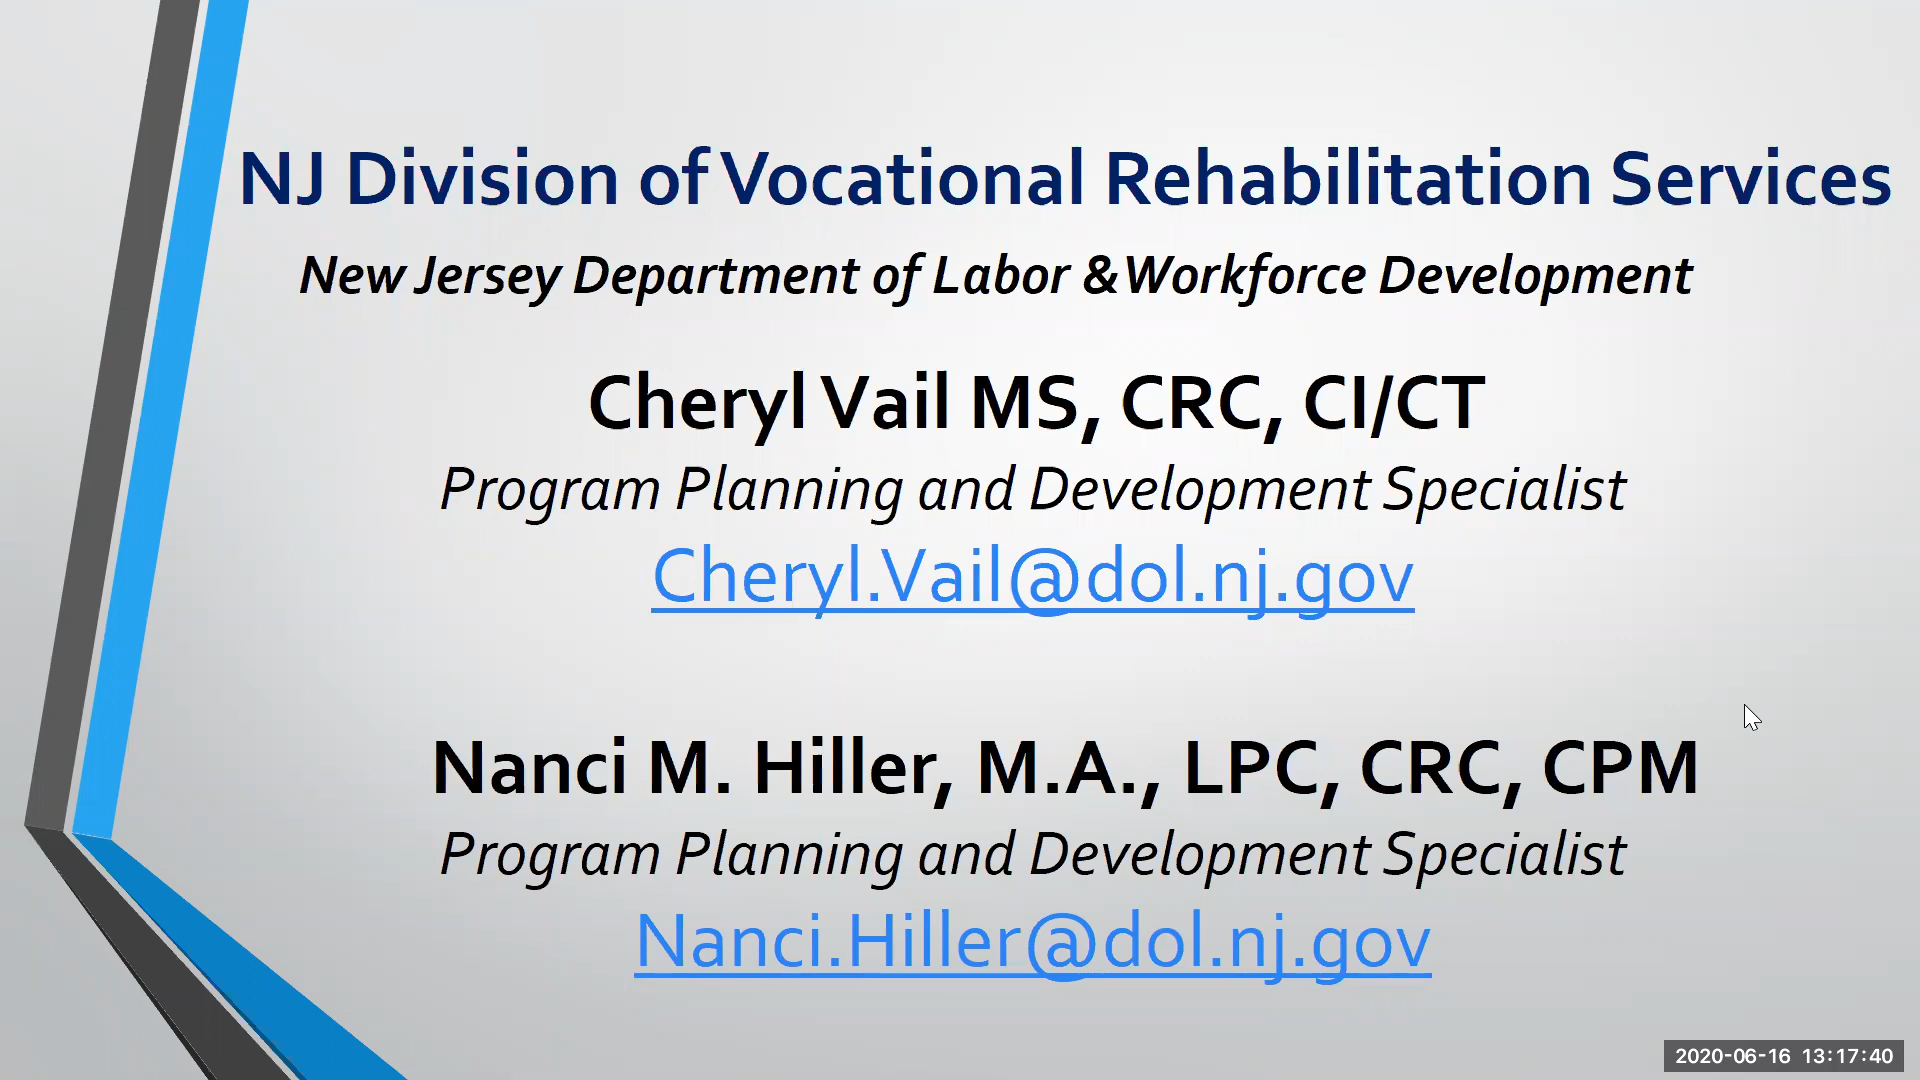 NJ Division of Vocational Rehabilitation Services
New Jersey Department of Labor & Workforce Development
Cheryl Vail MS, CRC, CI/CT
Program Planning and Development Specialist
Cheryl.Vail@dol.nj.gov
Nanci M. Hiller, M.A., LPC, CRC, CPM
Program Planning and Development Specialist
Nanci.Hiller@dol.nj.gov
2020-06-16 13:17:40